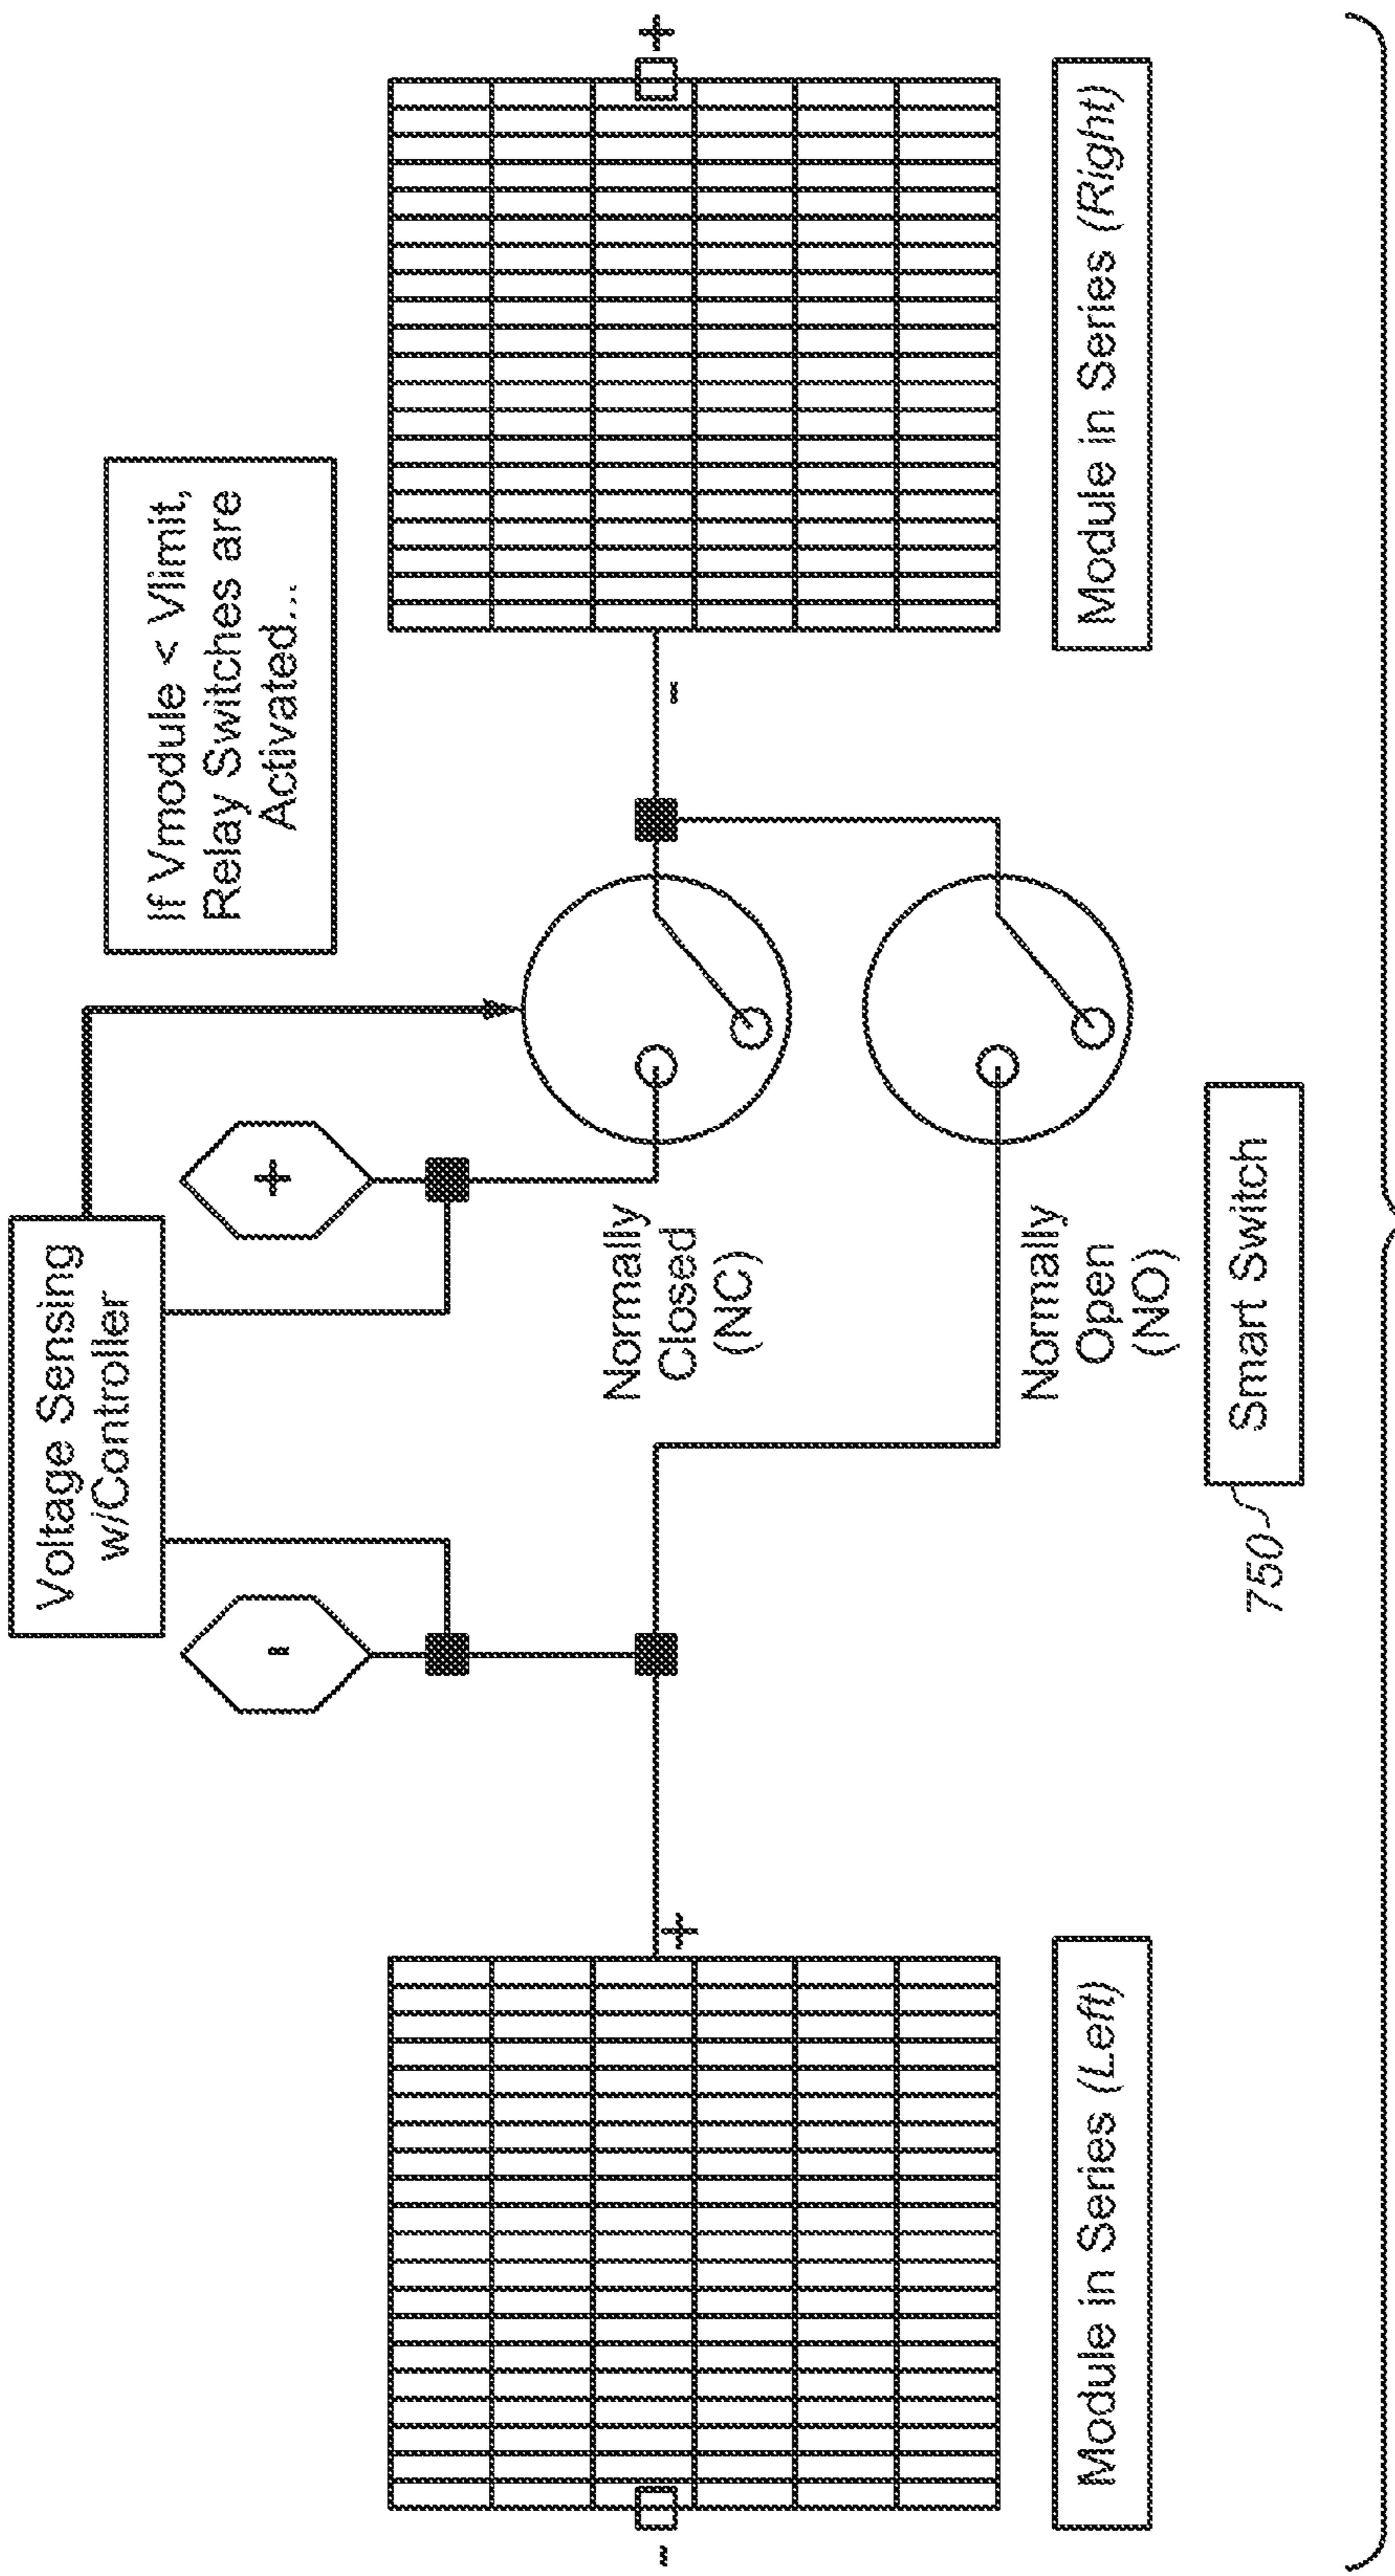 Voltage Sensing
w/Controller
If Vmodule < Vlimit,
Relay Switches are
Activated...
-
+
-
+
-
+
Normally
Closed
(NC)
Normally
Open
(NO)
Module in Series (Left)
750
Smart Switch
Module in Series (Right)